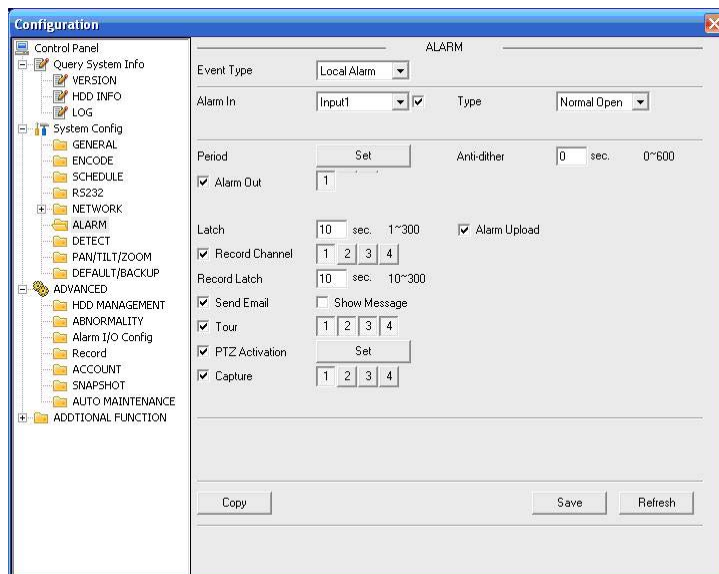 Configuration
Control Panel
Query System Info
VERSION
HDD INFO
LOG
System Config
GENERAL
ENCODE
SCHEDULE
RS232
NETWORK
ALARM
DETECT
PAN/TILT/ZOOM
DEFAULT/BACKUP
ADVANCED
HDD MANAGEMENT
ABNORMALITY
Alarm I/O Config
Record
ACCOUNT
SNAPSHOT
AUTO MAINTENANCE
ADDTIONAL FUNCTION
ALARM
Event Type Local Alarm
Alarm In Input1 Type Normal Open
Period Set Anti-dither 0 sec. 0~600
Alarm Out 1
Latch 10 sec. 1~300 Alarm Upload
Record Channel 1 2 3 4
Record Latch 10 sec. 10~300
Send Email Show Message
Tour 1 2 3 4
PTZ Activation Set
Capture 1 2 3 4
Copy Save Refresh